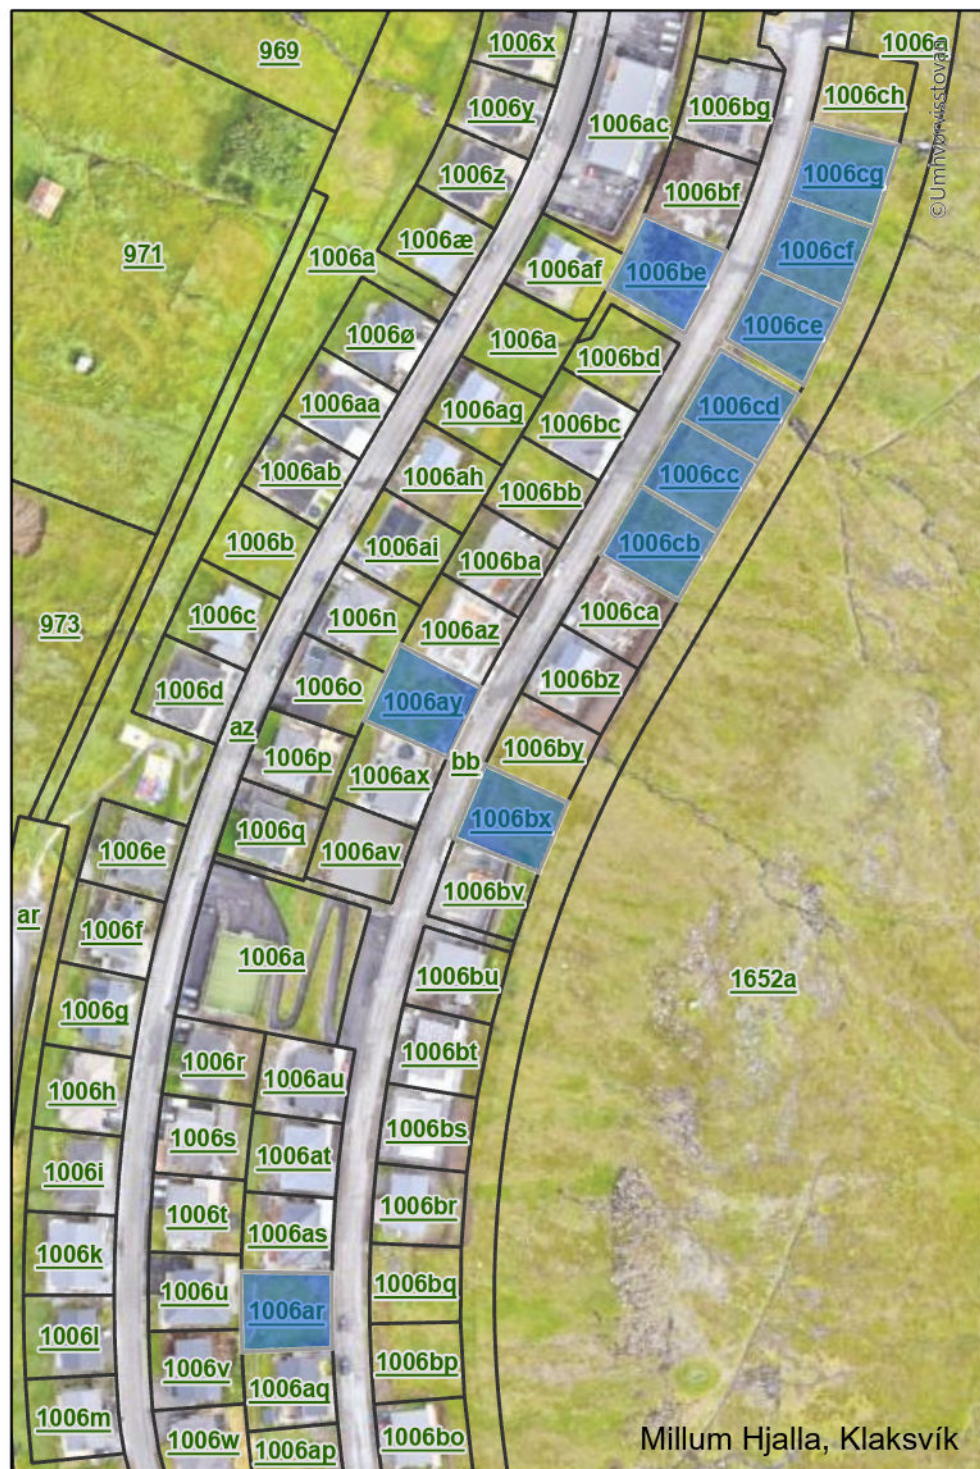 1006x
969
1006a
1006ch
1006y
1006bg
1006ac
©Umhvørvisstovan
1006z
1006bf
1006cg
1006æ
971
1006a
1006af
1006be
1006cf
1006ø
1006a
1006bd
1006ce
1006aa
1006ag
1006bc
1006cd
1006ab
1006ah
1006bb
1006cc
1006b
1006ai
1006ba
1006cb
1006c
1006n
1006az
1006ca
973
1006d
1006o
1006ay
1006bz
az
1006p
1006ax
bb
1006by
1006q
1006av
1006bx
1006e
1006bv
ar
1006f
1006a
1006bu
1652a
1006g
1006bt
1006r
1006au
1006h
1006s
1006at
1006bs
1006i
1006t
1006as
1006br
1006k
1006u
1006ar
1006bq
1006l
1006v
1006aq
1006bp
1006m
1006w
1006ap
1006bo
Millum Hjalla, Klaksvík